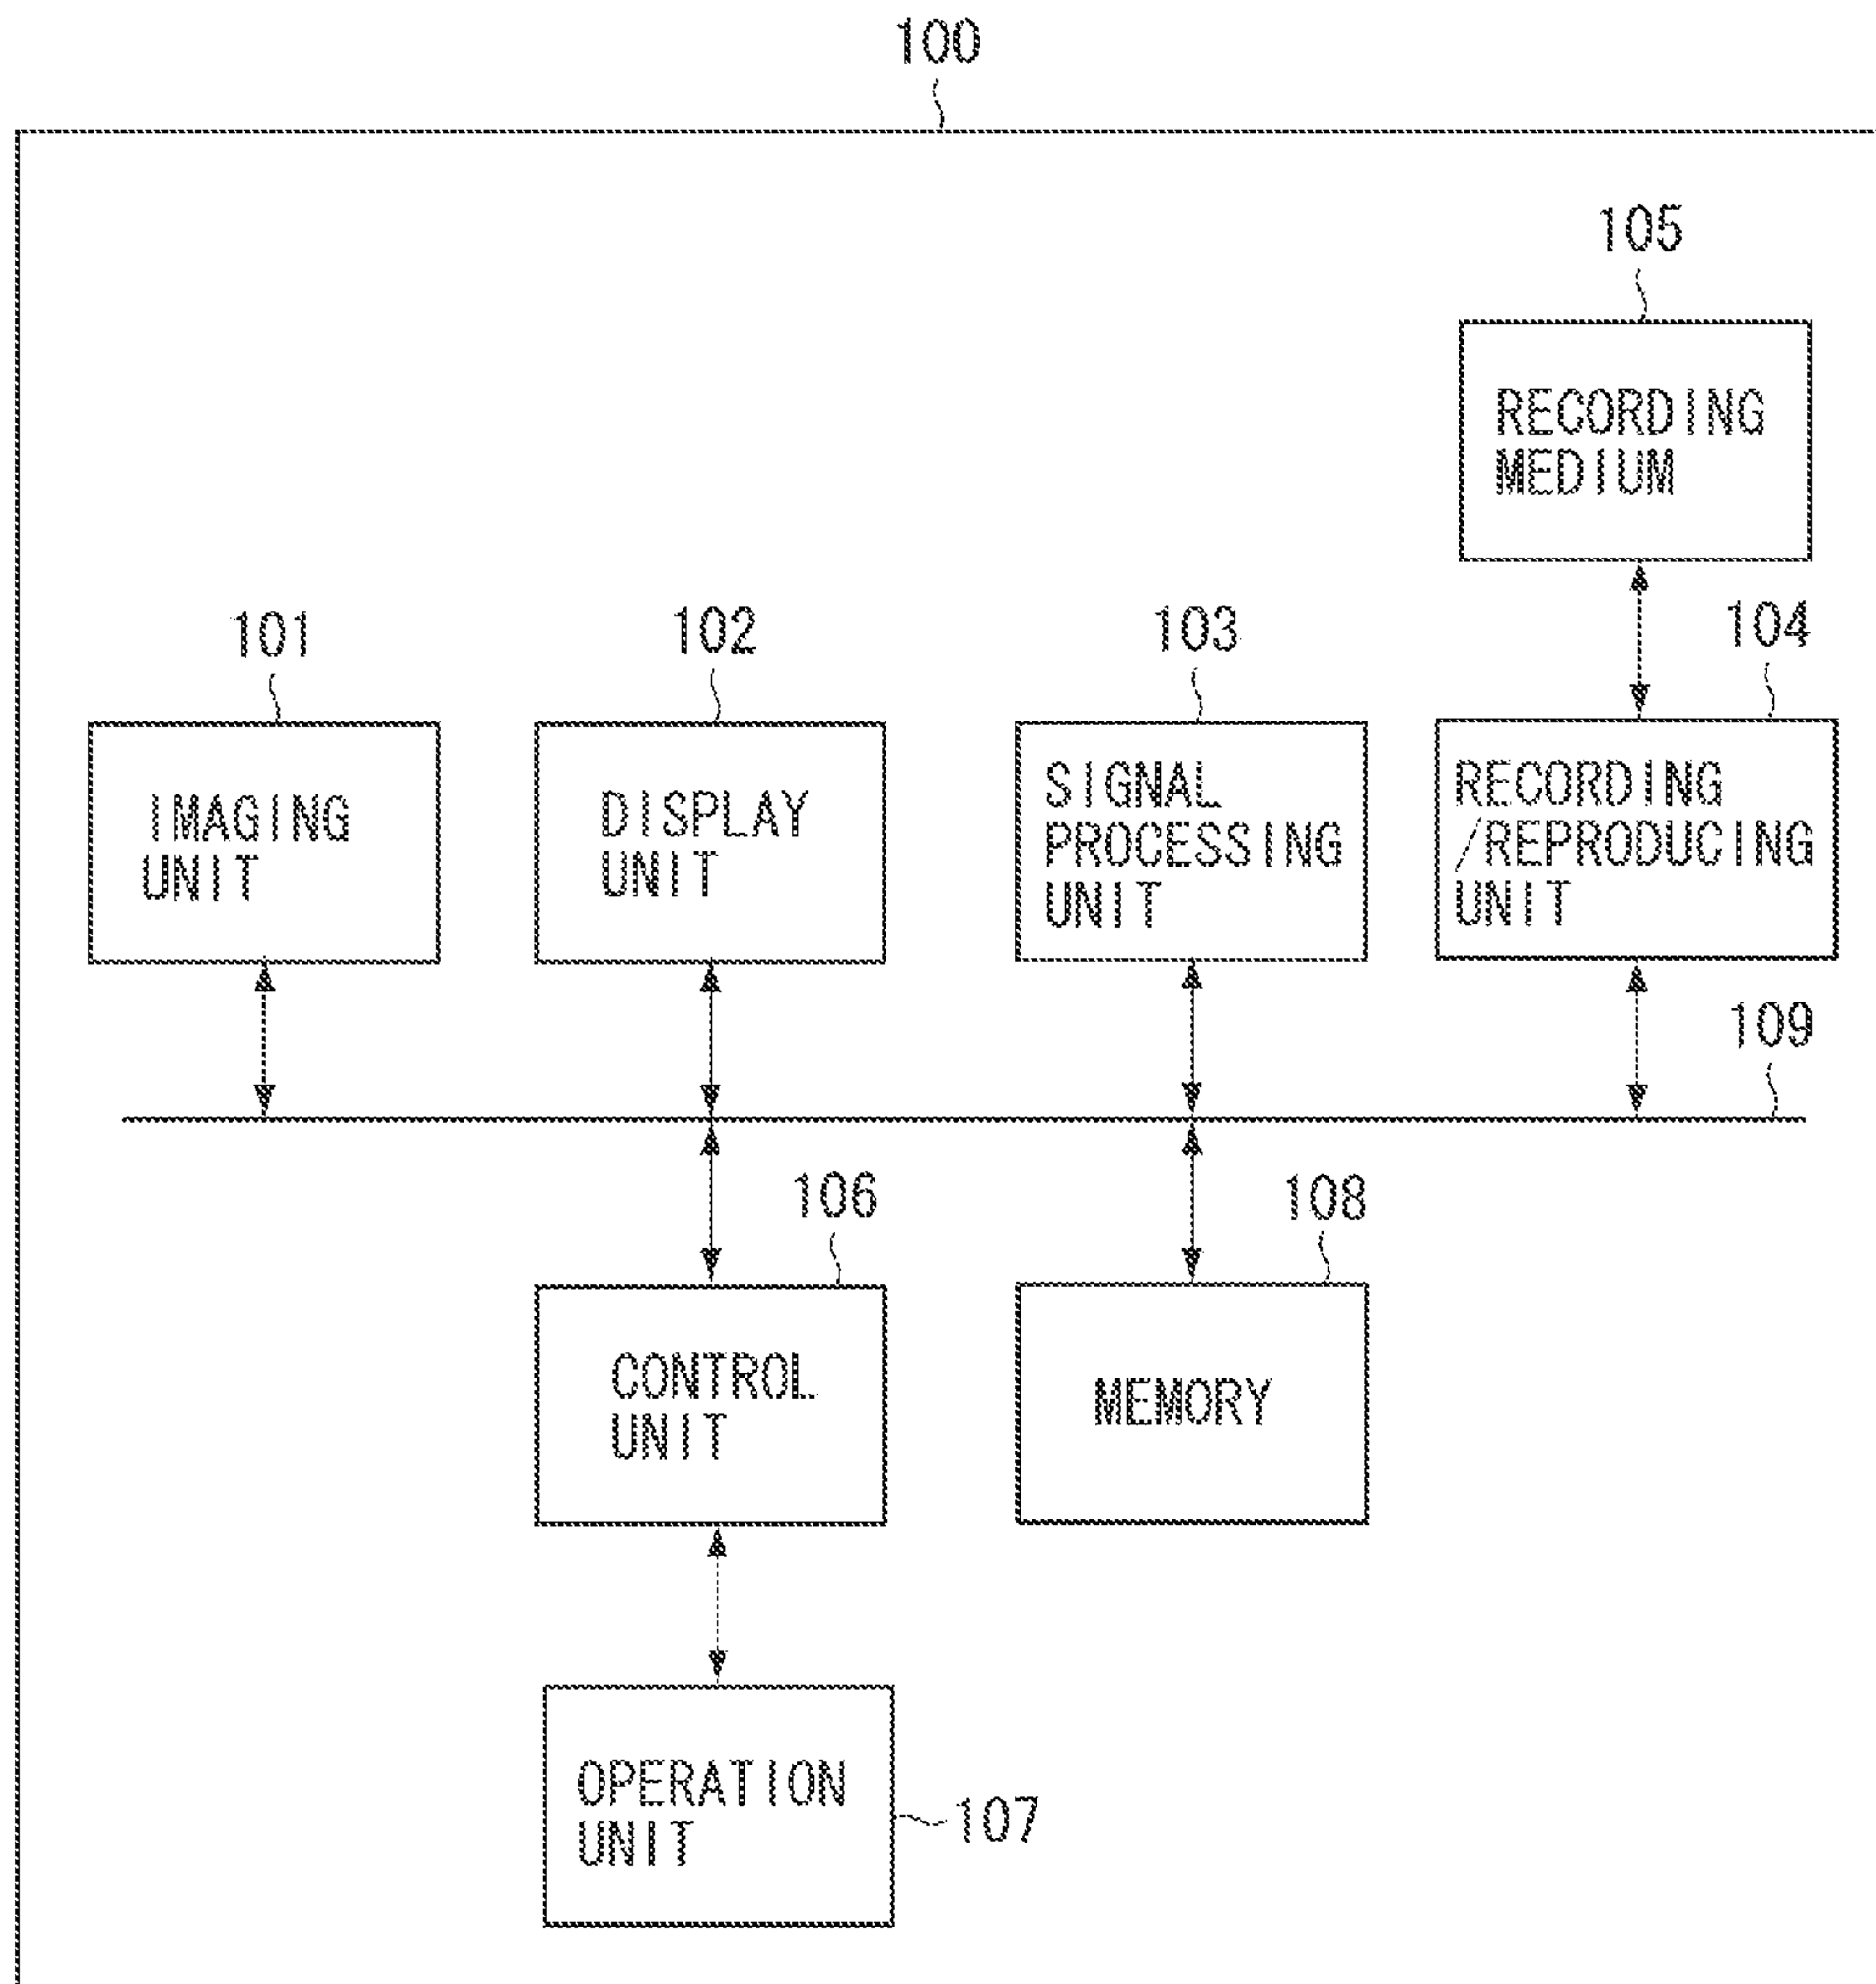 100
105
RECORDING
MEDIUM
101
102
103
104
IMAGING
UNIT
DISPLAY
UNIT
SIGNAL
PROCESSING
UNIT
RECORDING
/REPRODUCING
UNIT
109
106
108
CONTROL
UNIT
MEMORY
OPERATION
UNIT
107